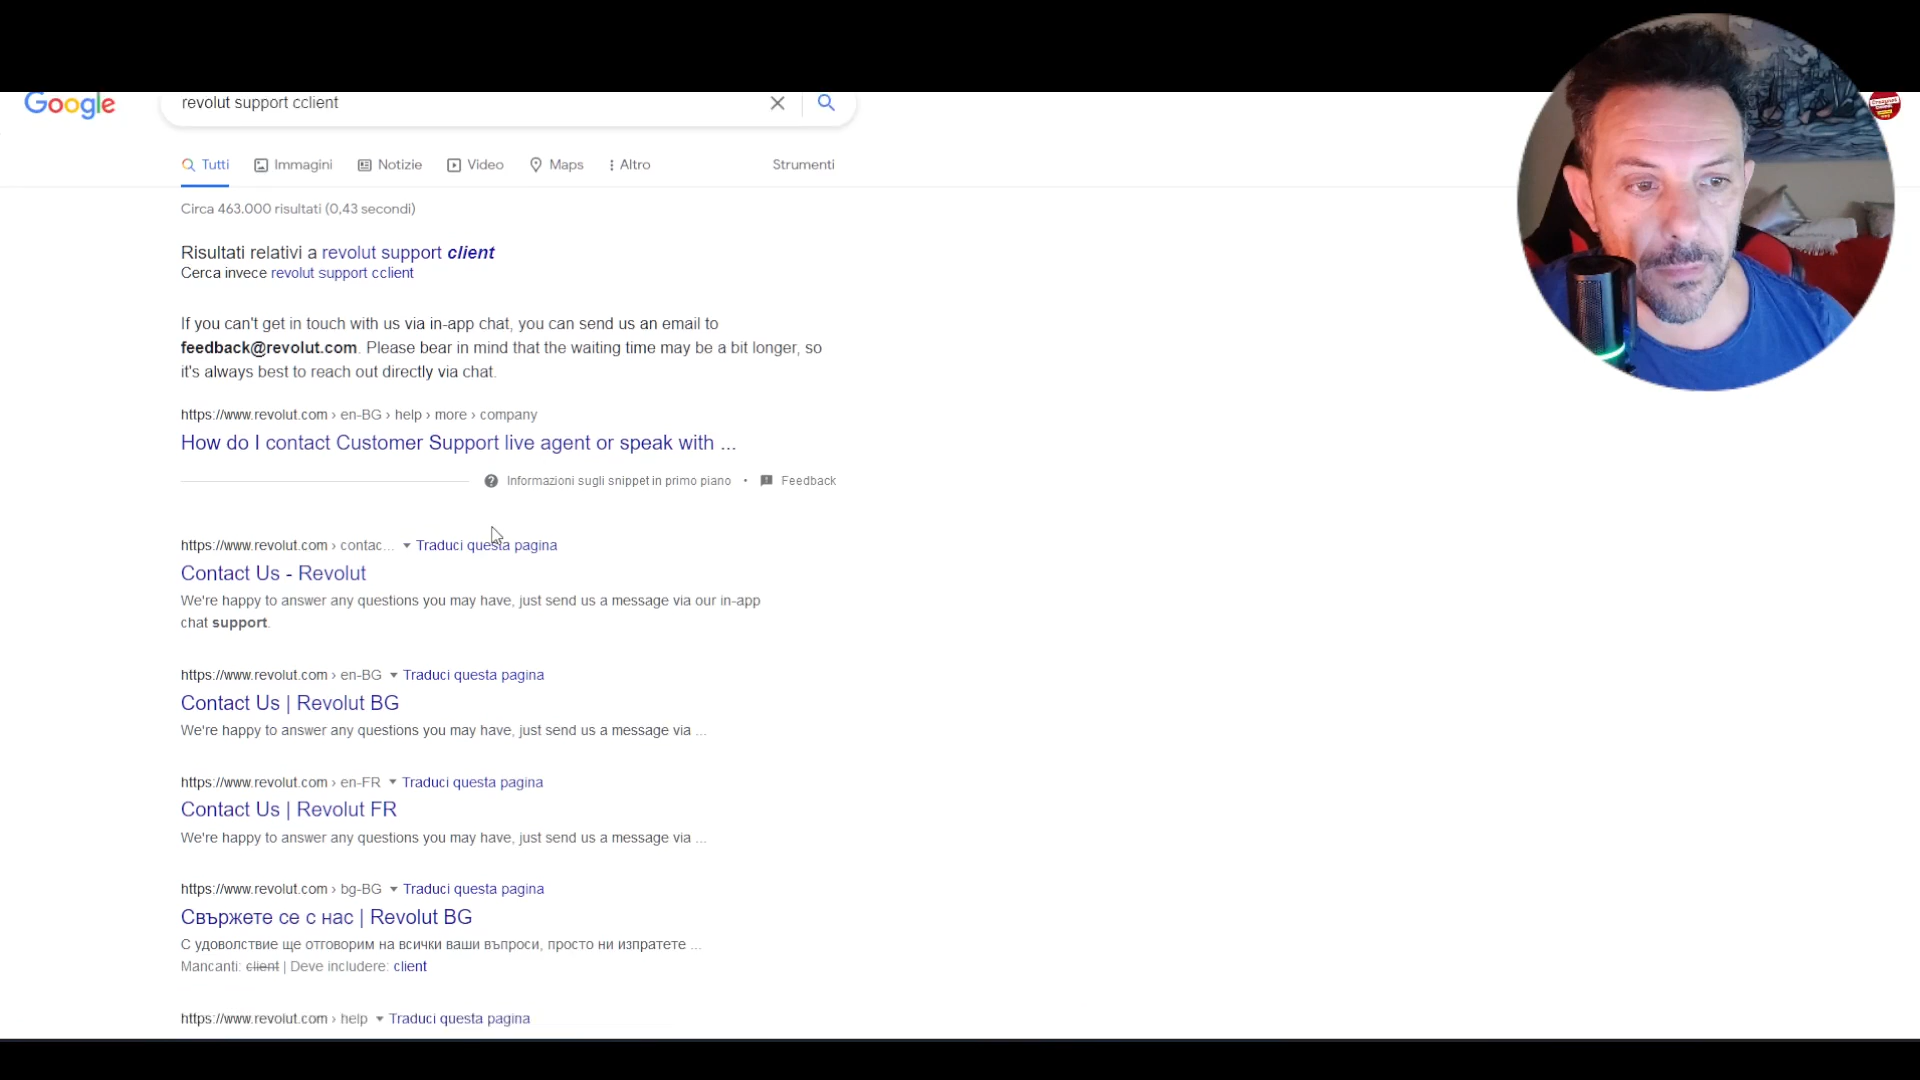 Google
revolut support cclient
Tutti Immagini Notizie Video Maps Altro Strumenti
Circa 463.000 risultati (0,43 secondi)
Risultati relativi a revolut support client
Cerca invece revolut support cclient
If you can't get in touch with us via in-app chat, you can send us an email to
feedback@revolut.com. Please bear in mind that the waiting time may be a bit longer, so
it's always best to reach out directly via chat.
https://www.revolut.com › en-BG › help › more › company
How do I contact Customer Support live agent or speak with ...
Informazioni sugli snippet in primo piano • Feedback
https://www.revolut.com › contac... Traduci questa pagina
Contact Us - Revolut
We're happy to answer any questions you may have, just send us a message via our in-app
chat support.
https://www.revolut.com › en-BG Traduci questa pagina
Contact Us | Revolut BG
We're happy to answer any questions you may have, just send us a message via ...
https://www.revolut.com › en-FR Traduci questa pagina
Contact Us | Revolut FR
We're happy to answer any questions you may have, just send us a message via ...
https://www.revolut.com › bg-BG Traduci questa pagina
Свържете се с нас | Revolut BG
С удоволствие ще отговорим на всички ваши въпроси, просто ни изпратете ...
Mancanti: client | Deve includere: client
https://www.revolut.com › help Traduci questa pagina